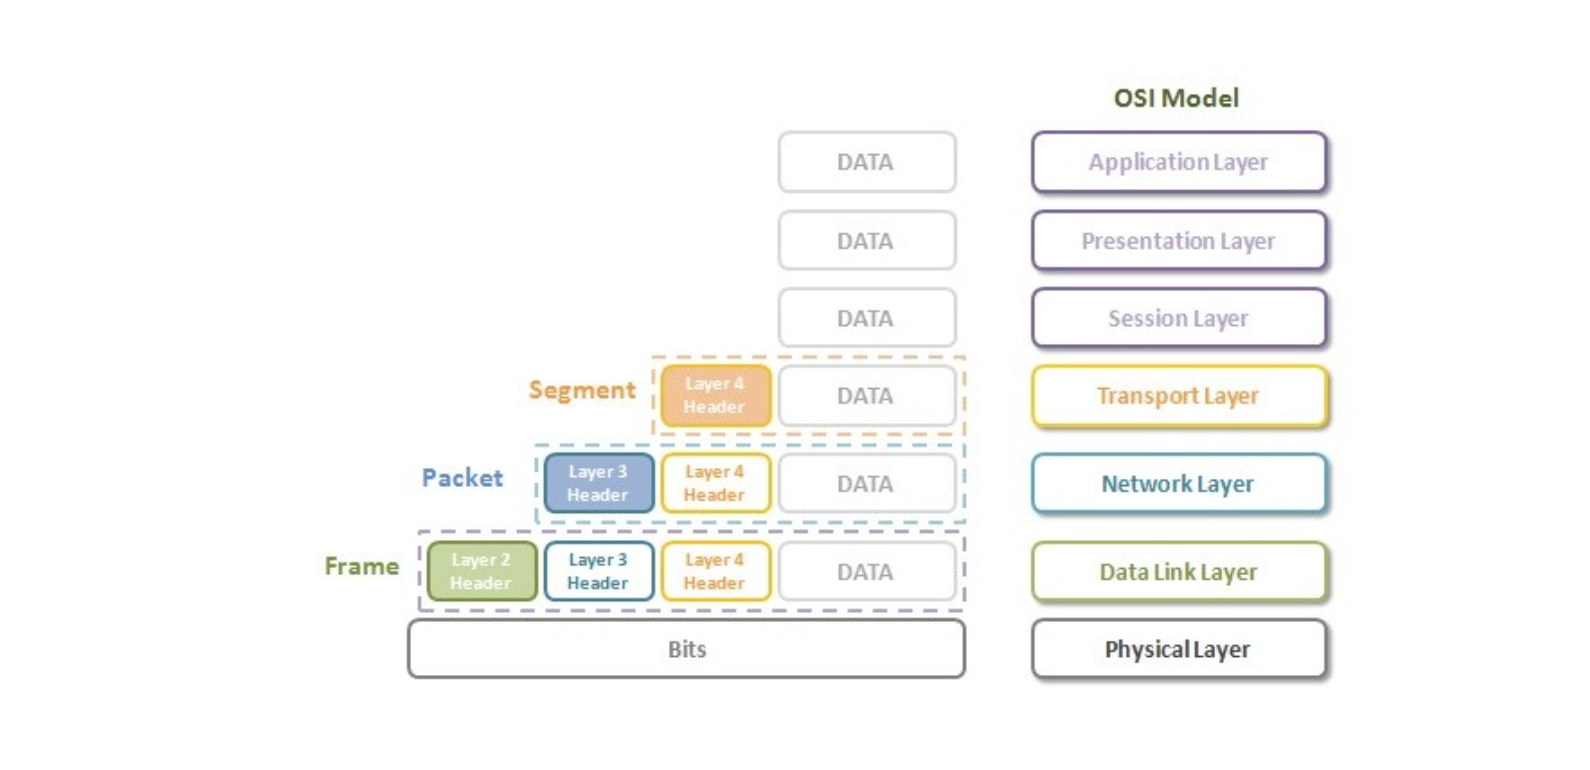 OSI Model
DATA
Application Layer
DATA
Presentation Layer
DATA
Session Layer
Segment
Layer 4
Header
DATA
Transport Layer
Packet
Layer 3
Header
Layer 4
Header
DATA
Network Layer
Frame
Layer 2
Header
Layer 3
Header
Layer 4
Header
DATA
Data Link Layer
Bits
Physical Layer